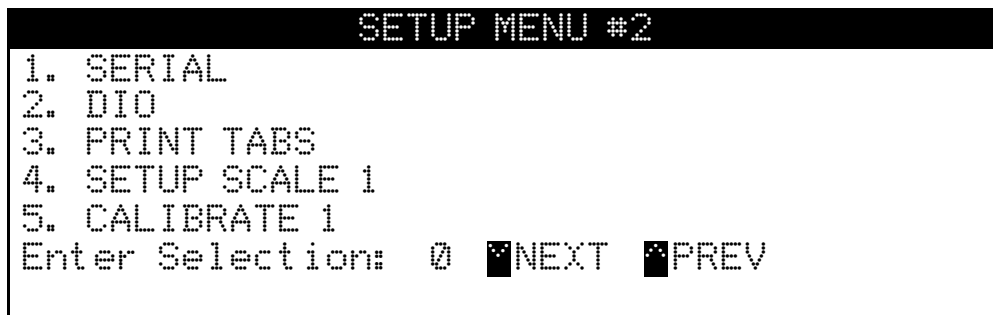 SETUP MENU #2
1. SERIAL
2. DIO
3. PRINT TABS
4. SETUP SCALE 1
5. CALIBRATE 1
Enter Selection: 0 NEXT PREV